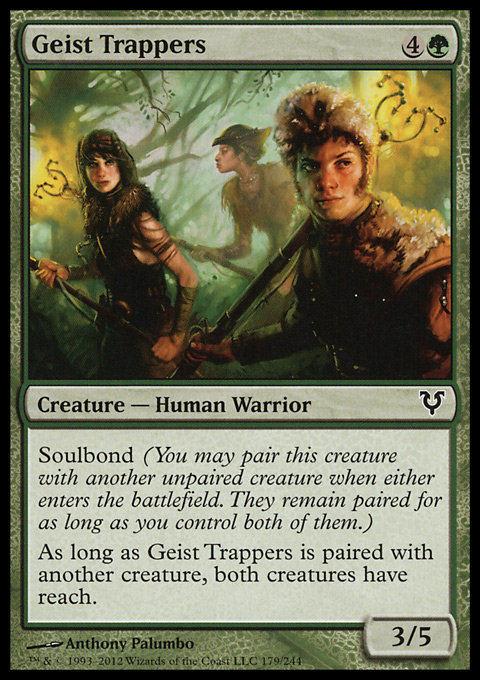 Geist Trappers 4
Creature — Human Warrior
Soulbond (You may pair this creature
with another unpaired creature when either
enters the battlefield. They remain paired for
as long as you control both of them.)
As long as Geist Trappers is paired with
another creature, both creatures have
reach.
Anthony Palumbo
3/5
™ & © 1993–2012 Wizards of the Coast LLC 179/244